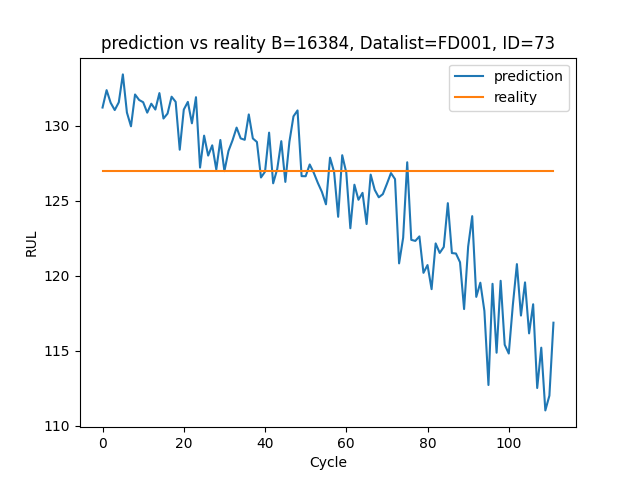 prediction vs reality B=16384, Datalist=FD001, ID=73
prediction
reality
130
125
120
115
110
RUL
0 20 40 60 80 100
Cycle